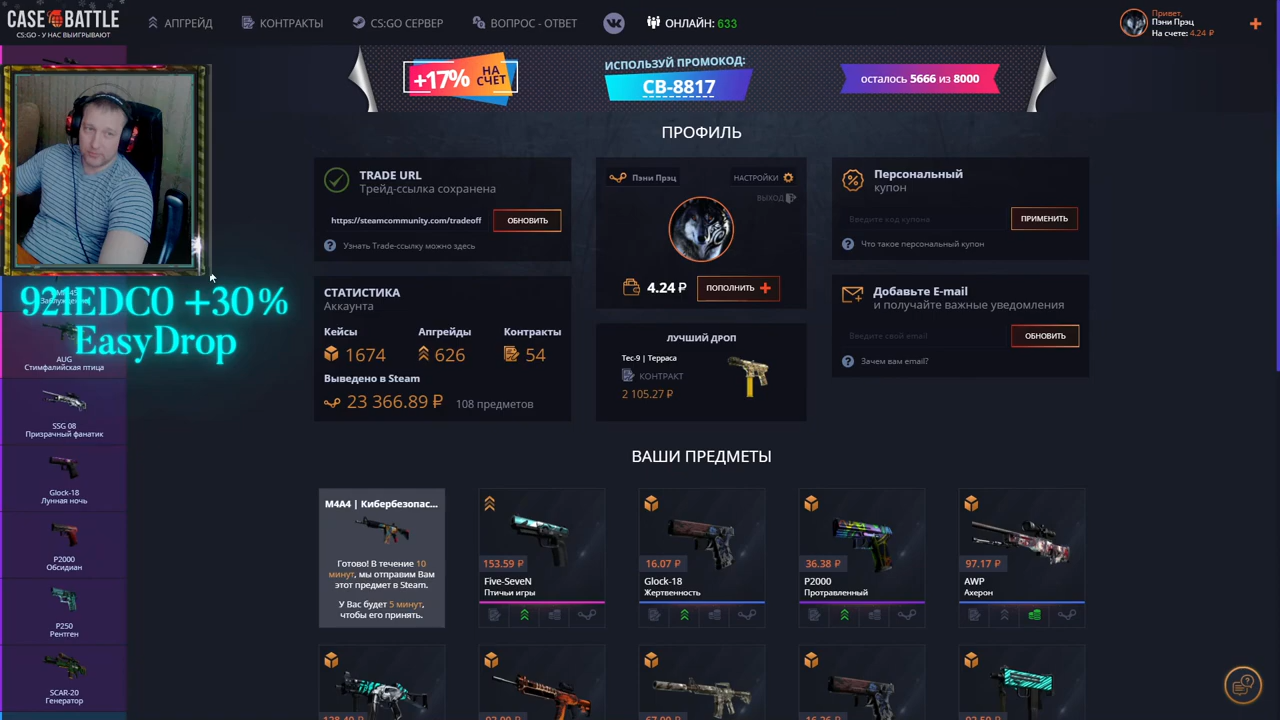 CASE BATTLE
CS:GO - У НАС ВЫИГРЫВАЮТ
АПГРЕЙД
КОНТРАКТЫ
CS:GO СЕРВЕР
ВОПРОС - ОТВЕТ
ОНЛАЙН: 633
Привет,
Пэни Прэц
На счете: 4.24 ₽
+17% НА СЧЕТ
ИСПОЛЬЗУЙ ПРОМОКОД:
CB-8817
осталось 5666 из 8000
ПРОФИЛЬ
TRADE URL
Трейд-ссылка сохранена
https://steamcommunity.com/tradeoff
ОБНОВИТЬ
Узнать Trade-ссылку можно здесь
Пэни Прэц
НАСТРОЙКИ
ВЫХОД
4.24 ₽
ПОПОЛНИТЬ
Персональный
купон
Введите код купона
ПРИМЕНИТЬ
Что такое персональный купон
СТАТИСТИКА
Аккаунта
Кейсы
Апгрейды
Контракты
1674
626
54
Выведено в Steam
23 366.89 ₽
108 предметов
ЛУЧШИЙ ДРОП
Tec-9 | Терраса
КОНТРАКТ
2 105.27 ₽
Добавьте E-mail
и получайте важные уведомления
Введите свой email
ОБНОВИТЬ
Зачем вам email?
921EDC0 +30%
EasyDrop
AUG
Стимфалийская птица
SSG 08
Призрачный фанатик
Glock-18
Лунная ночь
P2000
Обсидиан
P250
Рентген
SCAR-20
Генератор
ВАШИ ПРЕДМЕТЫ
M4A4 | Кибербезопас...
Готово! В течение 10
минут, мы отправим Вам
этот предмет в Steam.
У Вас будет 5 минут,
чтобы его принять.
153.59 ₽
Five-SeveN
Птичьи игры
16.07 ₽
Glock-18
Жертвенность
36.38 ₽
P2000
Протравленный
97.17 ₽
AWP
Ахерон